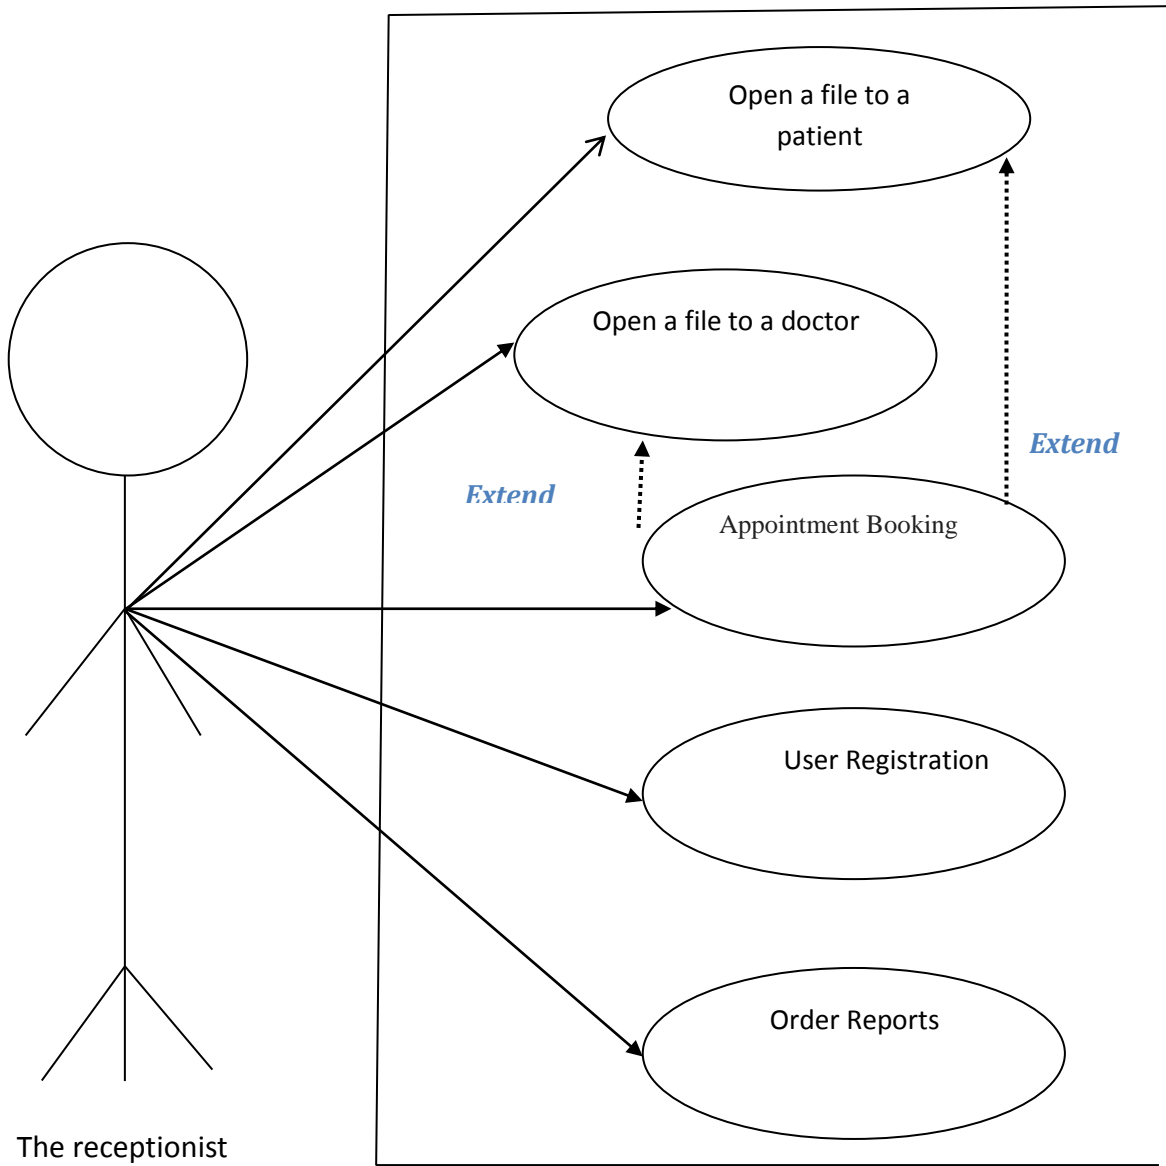 Open a file to a
patient
Open a file to a doctor
Extend
Extend
Appointment Booking
User Registration
Order Reports
The receptionist